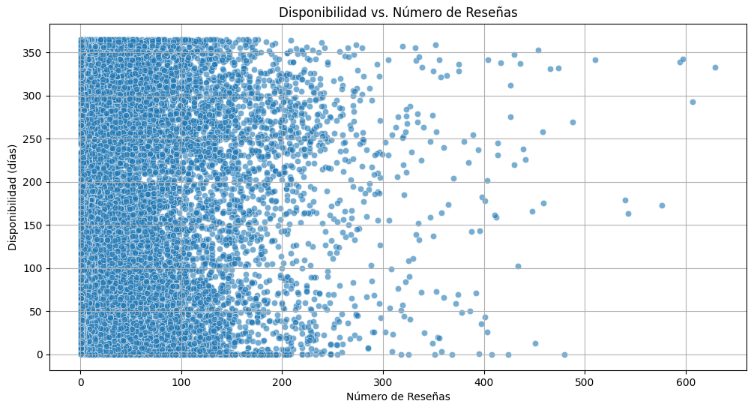 Disponibilidad vs. Número de Reseñas
Disponibilidad (días)
350
300
250
200
150
100
50
0
0 100 200 300 400 500 600
Número de Reseñas